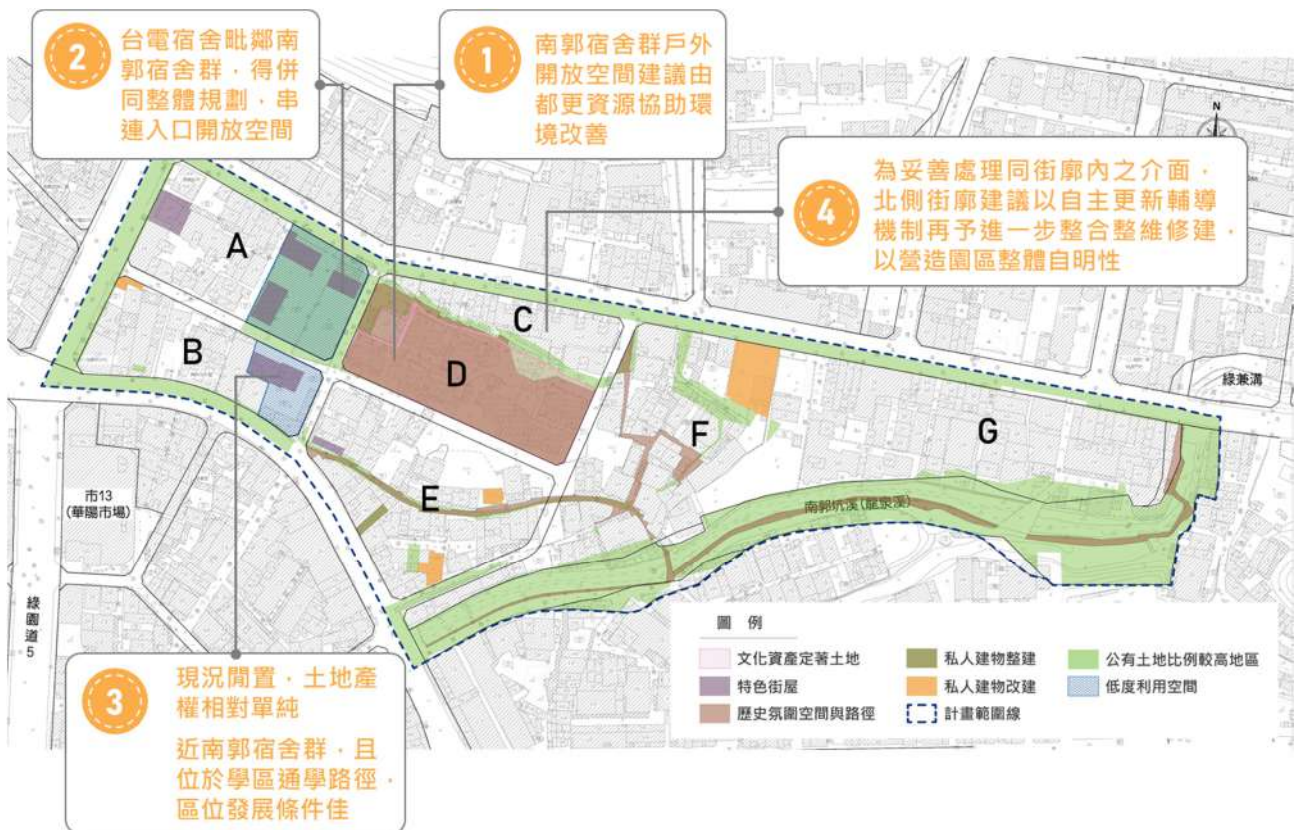 2
台電宿舍毗鄰南
郭宿舍群，得併
同整體規劃，串
連入口開放空間
1
南郭宿舍群戶外
開放空間建議由
都更資源協助環
境改善
N
4
為妥善處理同街廓內之介面，
北側街廓建議以自主更新輔導
機制再予進一步整合整維修建，
以營造園區整體自明性
A
B
C
D
E
F
G
綠兼溝
市13
(華陽市場)
南郭坑溪(龍泉溪)
綠園道5
3
現況閒置，土地產
權相對單純
近南郭宿舍群，且
位於學區通學路徑，
區位發展條件佳
圖 例
文化資產定著土地
特色街屋
歷史氛圍空間與路徑
私人建物整建
私人建物改建
計畫範圍線
公有土地比例較高地區
低度利用空間